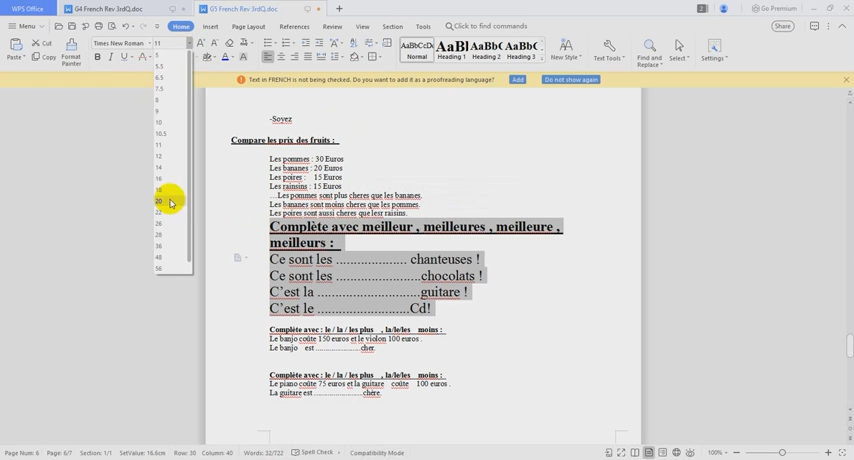 WPS Office G4 French Rev 3rdQ.doc G5 French Rev 3rdQ.doc 2 Go Premium
Menu Home Insert Page Layout References Review View Section Tools Click to find commands Share
Paste Cut Copy Format Painter Times New Roman 11 AaBbCcDc Normal AaBl Heading 1 AaBbC Heading 2 AaBbC Heading 3 New Style Text Tools Find and Replace Select Settings
Text in FRENCH is not being checked. Do you want to add it as a proofreading language? Add Do not show again
5
5.5
6.5
7.5
8
9
10
10.5
11
12
14
16
18
20
22
26
28
36
48
56
-Soyez
Compare les prix des fruits :
Les pommes : 30 Euros
Les bananes : 20 Euros
Les poires : 15 Euros
Les rainsins : 15 Euros
…Les pommes sont plus cheres que les bananes.
Les bananes sont moins cheres que les pommes.
Les poires sont aussi cheres que lesr raisins.
Complète avec meilleur , meilleures , meilleure ,
meilleurs :
Ce sont les ................... chanteuses !
Ce sont les .......................chocolats !
C’est la ............................guitare !
C’est le .........................Cd!
Complète avec : le / la / les plus , la/le/les moins :
Le banjo coûte 150 euros et le violon 100 euros .
Le banjo est .......................cher.
Complète avec : le / la / les plus , la/le/les moins :
Le piano coûte 75 euros et la guitare coûte 100 euros .
La guitare est .........................chère.
Page Num: 6 Page: 6/7 Section: 1/1 SetValue: 16.6cm Row: 30 Column: 40 Words: 32/722 Spell Check Compatibility Mode 100%